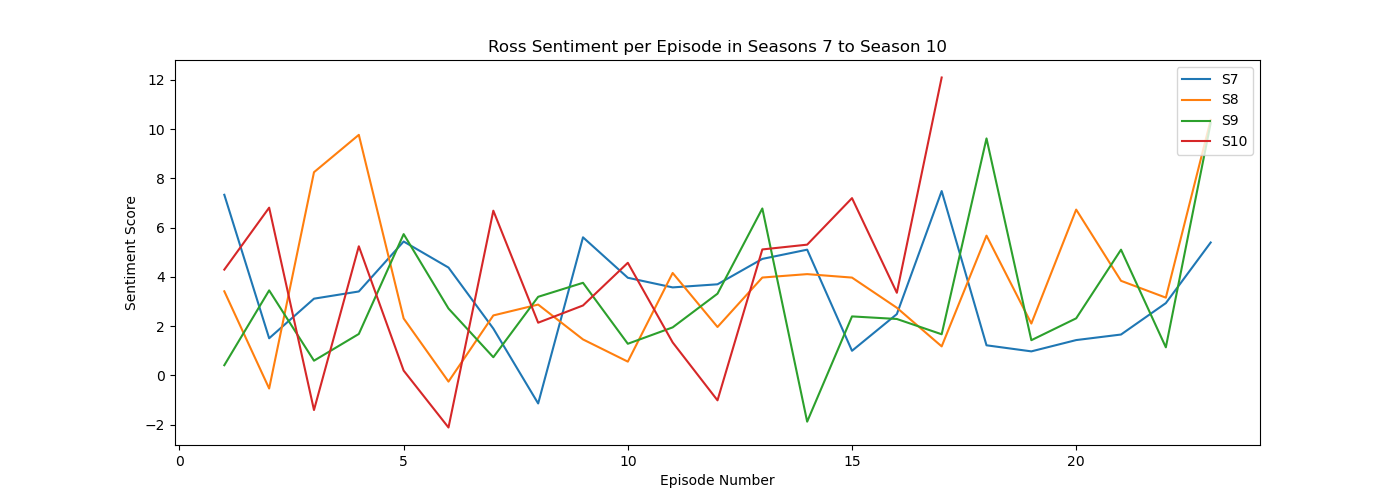 Ross Sentiment per Episode in Seasons 7 to Season 10
12
10
8
6
4
2
0
−2
Sentiment Score
0
5
10
15
20
Episode Number
S7
S8
S9
S10